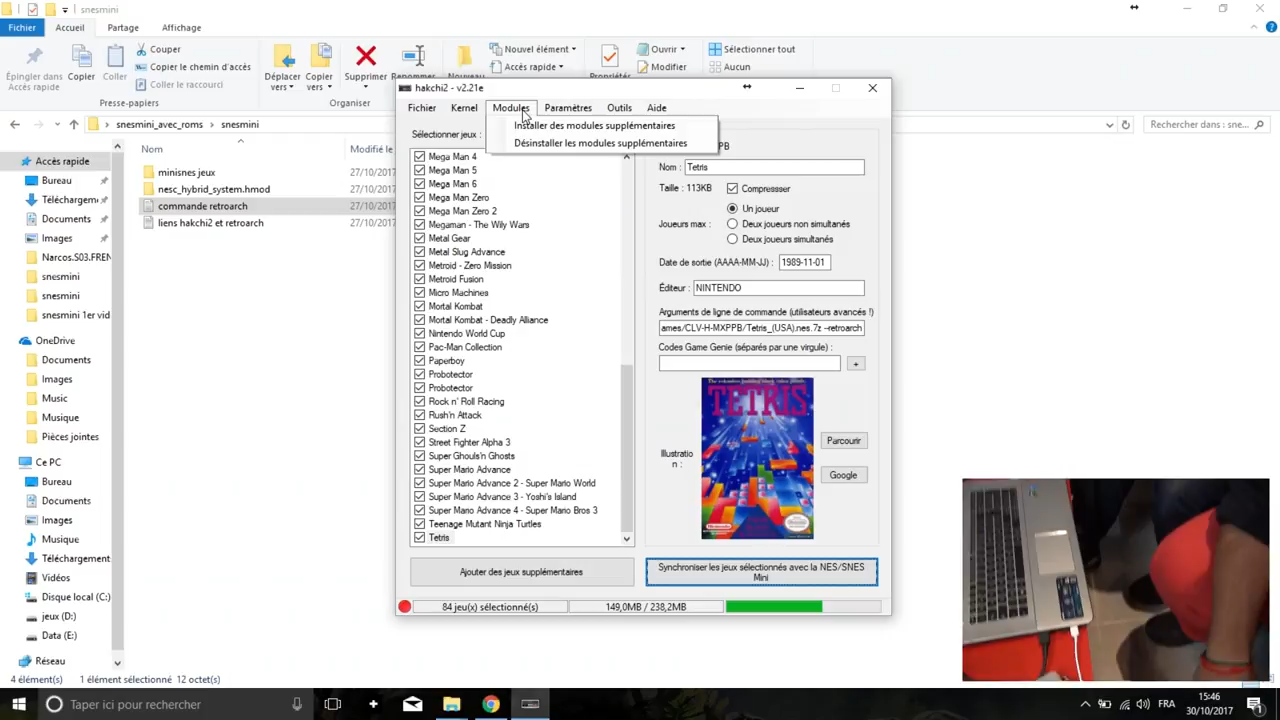 snesmini
Fichier Accueil Partage Affichage
Épingler dans Accès rapide
Copier
Coller
Couper
Copier le chemin d'accès
Coller le raccourci
Déplacer vers
Copier vers
Supprimer
Renommer
Nouveau
Nouvel élément
Accès rapide
Propriétés
Ouvrir
Modifier
Sélectionner tout
Aucun
Presse-papiers
Organiser
snesmini_avec_roms > snesmini
Rechercher dans : sne...
Accès rapide
Bureau
Téléchargem
Documents
Images
Narcos.S03.FREN
snesmini
snesmini
snesmini 1er vid
OneDrive
Documents
Images
Music
Musique
Pièces jointes
Ce PC
Bureau
Documents
Images
Musique
Téléchargement
Vidéos
Disque local (C:
jeux (D:)
Data (E:)
Réseau
Nom Modifié le
minisnes jeux 27/10/2017
nesc_hybrid_system.hmod 27/10/2017
commande retroarch 27/10/2017
liens hakchi2 et retroarch 27/10/2017
4 élément(s) 1 élément sélectionné 12 octet(s)
hakchi2 - v2.21e
Fichier Kernel Modules Paramètres Outils Aide
Installer des modules supplémentaires
Désinstaller les modules supplémentaires
Sélectionner jeux :
Mega Man 4
Mega Man 5
Mega Man 6
Mega Man Zero
Mega Man Zero 2
Megaman - The Wily Wars
Metal Gear
Metal Slug Advance
Metroid - Zero Mission
Metroid Fusion
Micro Machines
Mortal Kombat
Mortal Kombat - Deadly Alliance
Nintendo World Cup
Pac-Man Collection
Paperboy
Probotector
Probotector
Rock n' Roll Racing
Rush'n Attack
Section Z
Street Fighter Alpha 3
Super Ghouls'n Ghosts
Super Mario Advance
Super Mario Advance 2 - Super Mario World
Super Mario Advance 3 - Yoshi's Island
Super Mario Advance 4 - Super Mario Bros 3
Teenage Mutant Ninja Turtles
Tetris
PB
Nom : Tetris
Taille : 113KB Compressser
Un joueur
Joueurs max : Deux joueurs non simultanés
Deux joueurs simultanés
Date de sortie (AAAA-MM-JJ) : 1989-11-01
Éditeur : NINTENDO
Arguments de ligne de commande (utilisateurs avancés !)
ames/CLV-H-MXPPB/Tetris_(USA).nes.7z --retroarch
Codes Game Genie (séparés par une virgule) :
+
Illustratio
n :
TETRIS
Parcourir
Google
Ajouter des jeux supplémentaires
Synchroniser les jeux sélectionnés avec la NES/SNES
Mini
84 jeu(x) sélectionné(s) 149,0MB / 238,2MB
Taper ici pour rechercher
FRA
15:46
30/10/2017